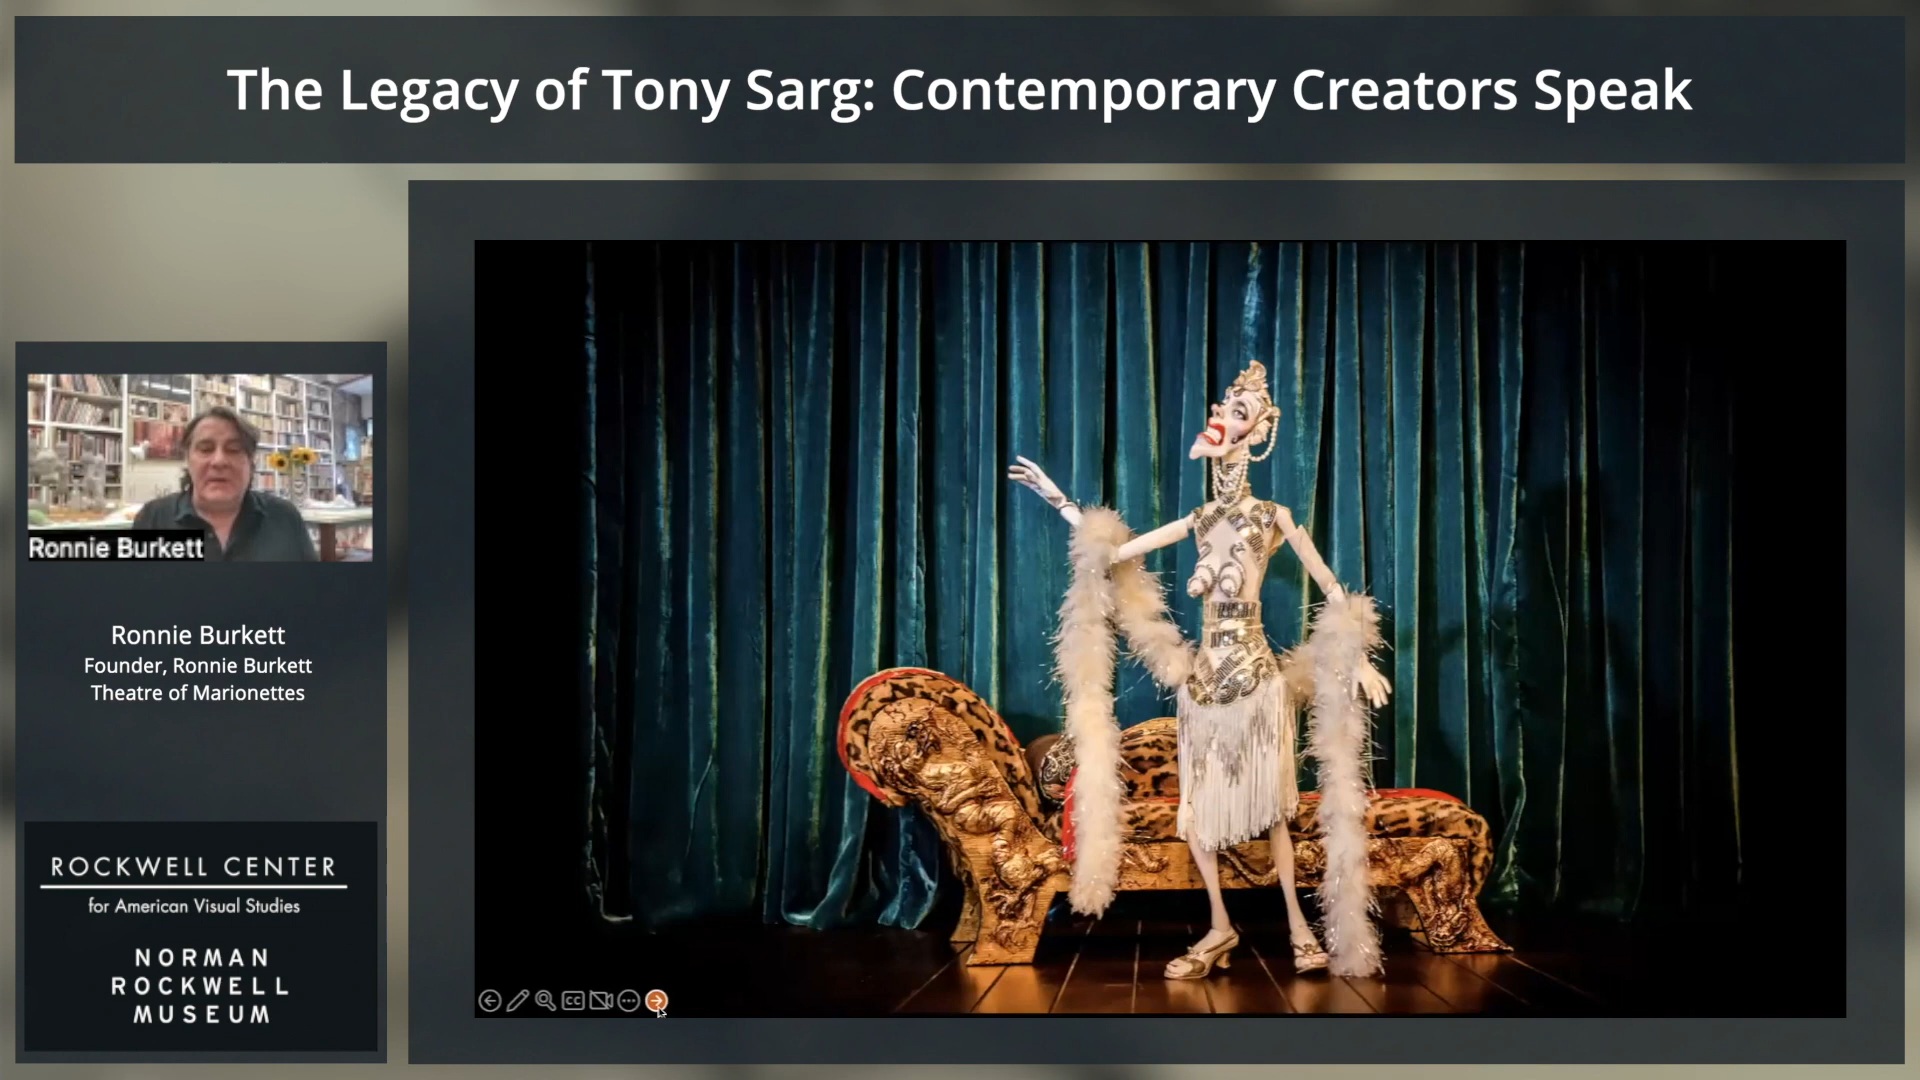 The Legacy of Tony Sarg: Contemporary Creators Speak
Ronnie Burkett
Ronnie Burkett
Founder, Ronnie Burkett
Theatre of Marionettes
ROCKWELL CENTER
for American Visual Studies
NORMAN
ROCKWELL
MUSEUM
CC